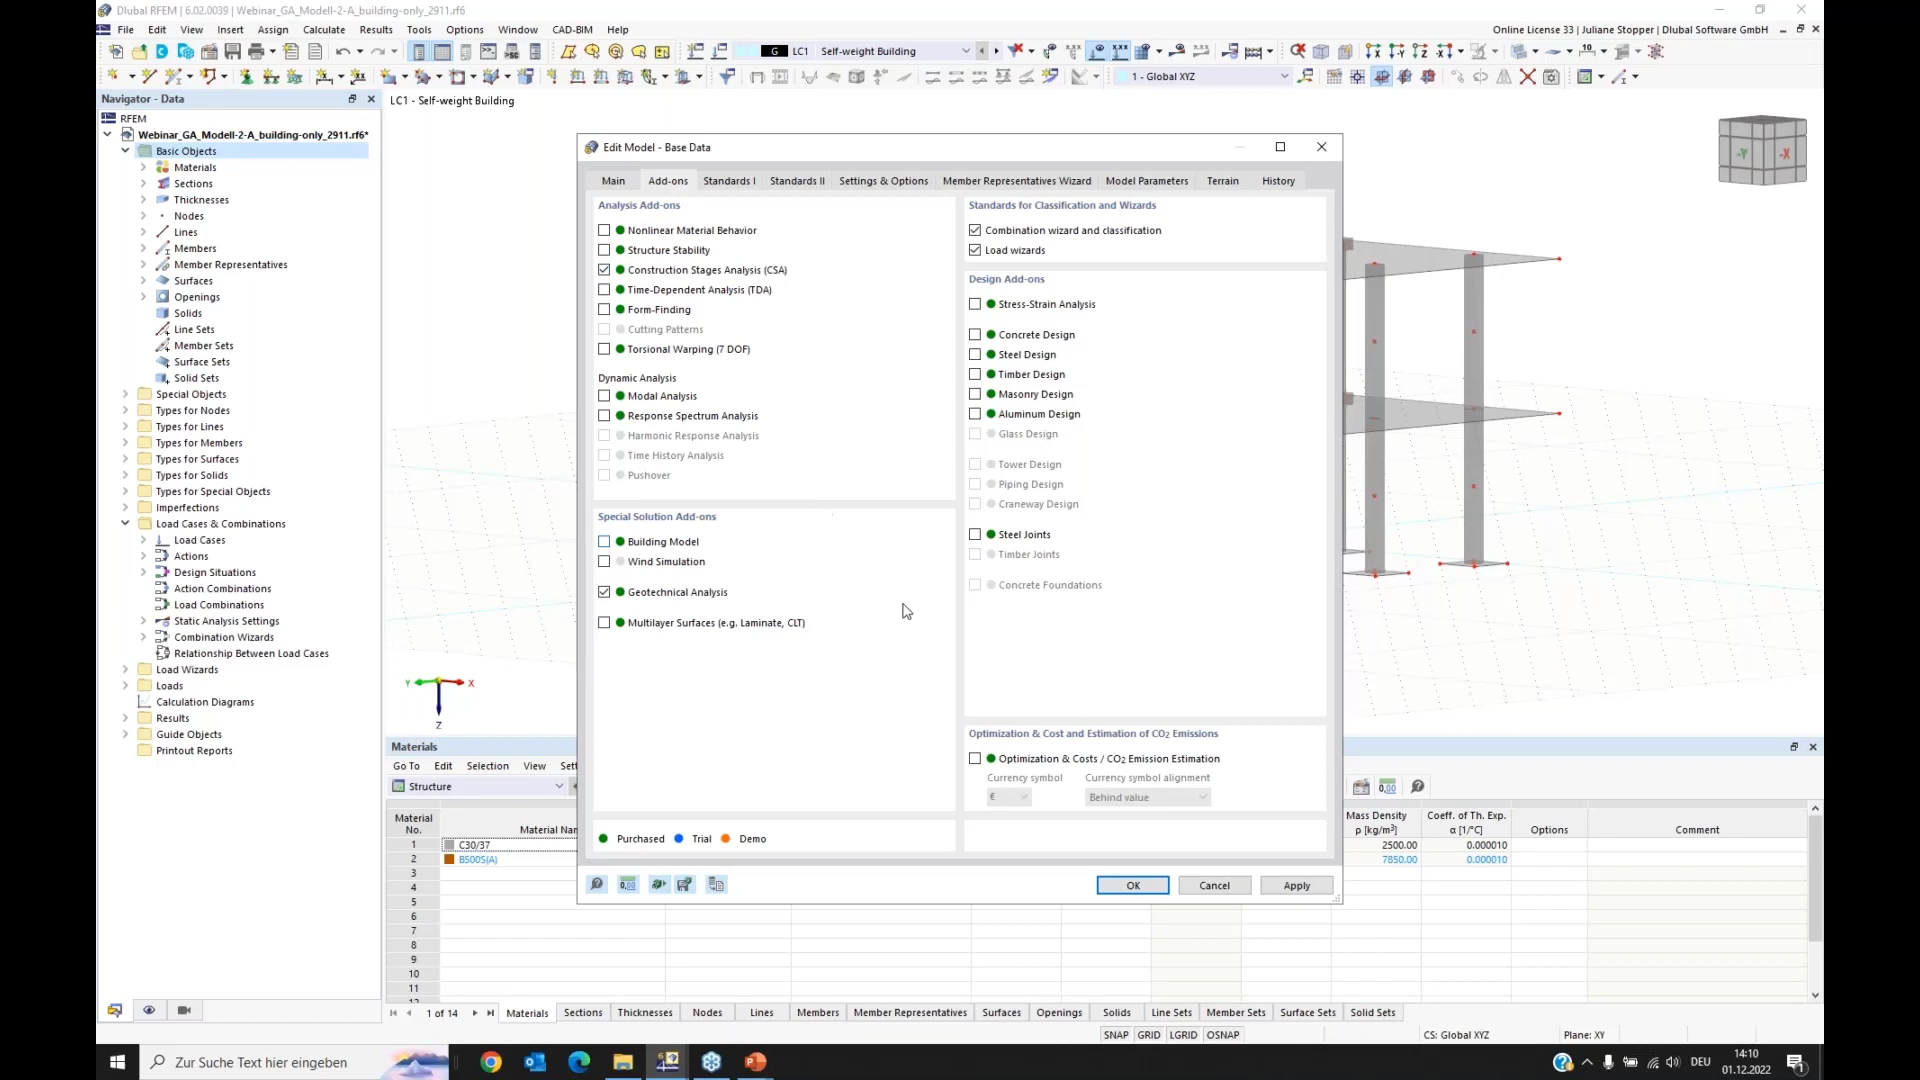 Dlubal RFEM | 6.02.0039 | Webinar_GA_Modell-2-A_building-only_2911.rf6*
File Edit View Insert Assign Calculate Results Tools Options Window CAD-BIM Help
Online License 33 | Juliane Stopper | Dlubal Software GmbH
G LC1 Self-weight Building
1 - Global XYZ
Navigator - Data
LC1 - Self-weight Building
RFEM
Webinar_GA_Modell-2-A_building-only_2911.rf6*
Basic Objects
Materials
Sections
Thicknesses
Nodes
Lines
Members
Member Representatives
Surfaces
Openings
Solids
Line Sets
Member Sets
Surface Sets
Solid Sets
Special Objects
Types for Nodes
Types for Lines
Types for Members
Types for Surfaces
Types for Solids
Types for Special Objects
Imperfections
Load Cases & Combinations
Load Cases
Actions
Design Situations
Action Combinations
Load Combinations
Static Analysis Settings
Combination Wizards
Relationship Between Load Cases
Load Wizards
Loads
Calculation Diagrams
Results
Guide Objects
Printout Reports
Edit Model - Base Data
Main Add-ons Standards I Standards II Settings & Options Member Representatives Wizard Model Parameters Terrain History
Analysis Add-ons
Nonlinear Material Behavior
Structure Stability
Construction Stages Analysis (CSA)
Time-Dependent Analysis (TDA)
Form-Finding
Cutting Patterns
Torsional Warping (7 DOF)
Dynamic Analysis
Modal Analysis
Response Spectrum Analysis
Harmonic Response Analysis
Time History Analysis
Pushover
Special Solution Add-ons
Building Model
Wind Simulation
Geotechnical Analysis
Multilayer Surfaces (e.g. Laminate, CLT)
Purchased Trial Demo
Standards for Classification and Wizards
Combination wizard and classification
Load wizards
Design Add-ons
Stress-Strain Analysis
Concrete Design
Steel Design
Timber Design
Masonry Design
Aluminum Design
Glass Design
Tower Design
Piping Design
Craneway Design
Steel Joints
Timber Joints
Concrete Foundations
Optimization & Cost and Estimation of CO2 Emissions
Optimization & Costs / CO2 Emission Estimation
Currency symbol Currency symbol alignment
€ Behind value
OK Cancel Apply
-Y -X
Y X
Z
Materials
Go To Edit Selection View
Structure
Material
No.
Mass Density
ρ [kg/m³]
Coeff. of Th. Exp.
α [1/°C]
Options
Comment
1 C30/37 2500.00 0.000010
2 B500S(A) 7850.00 0.000010
3
4
5
6
7
8
9
10
11
1 of 14 Materials Sections Thicknesses Nodes Lines Members Member Representatives Surfaces Openings Solids Line Sets Member Sets Surface Sets Solid Sets
SNAP GRID LGRID OSNAP
CS: Global XYZ Plane: XY
Zur Suche Text hier eingeben
DEU
14:10
01.12.2022